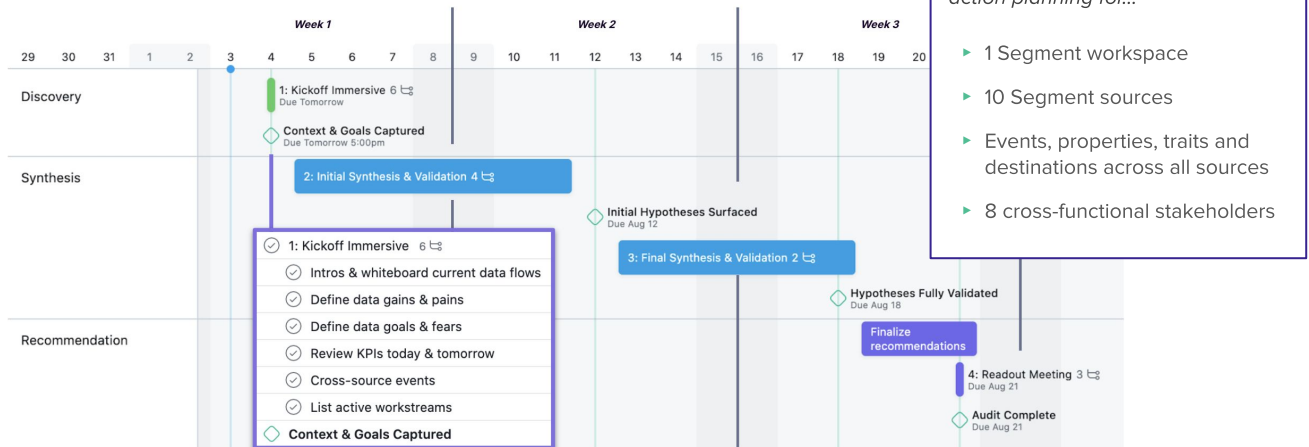 action planning for...
Week 1
Week 2
Week 3
29 30 31 1 2 3 4 5 6 7 8 9 10 11 12 13 14 15 16 17 18 19 20
▸ 1 Segment workspace
▸ 10 Segment sources
▸ Events, properties, traits and
destinations across all sources
▸ 8 cross-functional stakeholders
Discovery
1: Kickoff Immersive 6
Due Tomorrow
Context & Goals Captured
Due Tomorrow 5:00pm
Synthesis
2: Initial Synthesis & Validation 4
Initial Hypotheses Surfaced
Due Aug 12
3: Final Synthesis & Validation 2
Hypotheses Fully Validated
Due Aug 18
1: Kickoff Immersive 6
Intros & whiteboard current data flows
Define data gains & pains
Define data goals & fears
Review KPIs today & tomorrow
Cross-source events
List active workstreams
Context & Goals Captured
Recommendation
Finalize
recommendations
4: Readout Meeting 3
Due Aug 21
Audit Complete
Due Aug 21